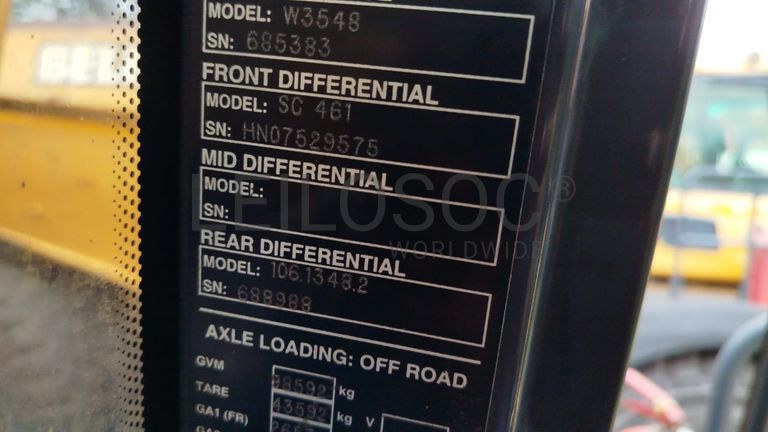 MODEL: W3548
SN: 685383
FRONT DIFFERENTIAL
MODEL: SC 461
SN: HN07529575
MID DIFFERENTIAL
MODEL:
SN:
LEILOSOC®
WORLDWIDE
REAR DIFFERENTIAL
MODEL: 106.1348.2
SN: 688988
AXLE LOADING: OFF ROAD
GVM kg
TARE 43592 kg V
GA1 (FR)